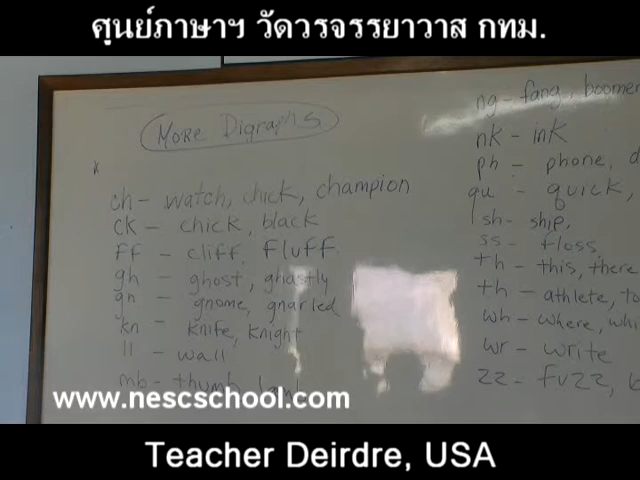 ศูนย์ภาษาฯ วัดวรจรรยาวาส กทม.
MORE DIGRAPHS
ch - watch, chick, champion
ck - chick, black
ff - cliff, fluff
gh - ghost, ghastly
gn - gnome, gnarled
kn - knife, knight
ll - wall
mb - thumb, lamb
ng - fang, boomer
nk - ink
ph - phone,
qu - quick,
sh - ship,
ss - floss,
th - this, there
th - athlete,
wh - where, whi
wr - write
zz - fuzz,
www.nescschool.com
Teacher Deirdre, USA